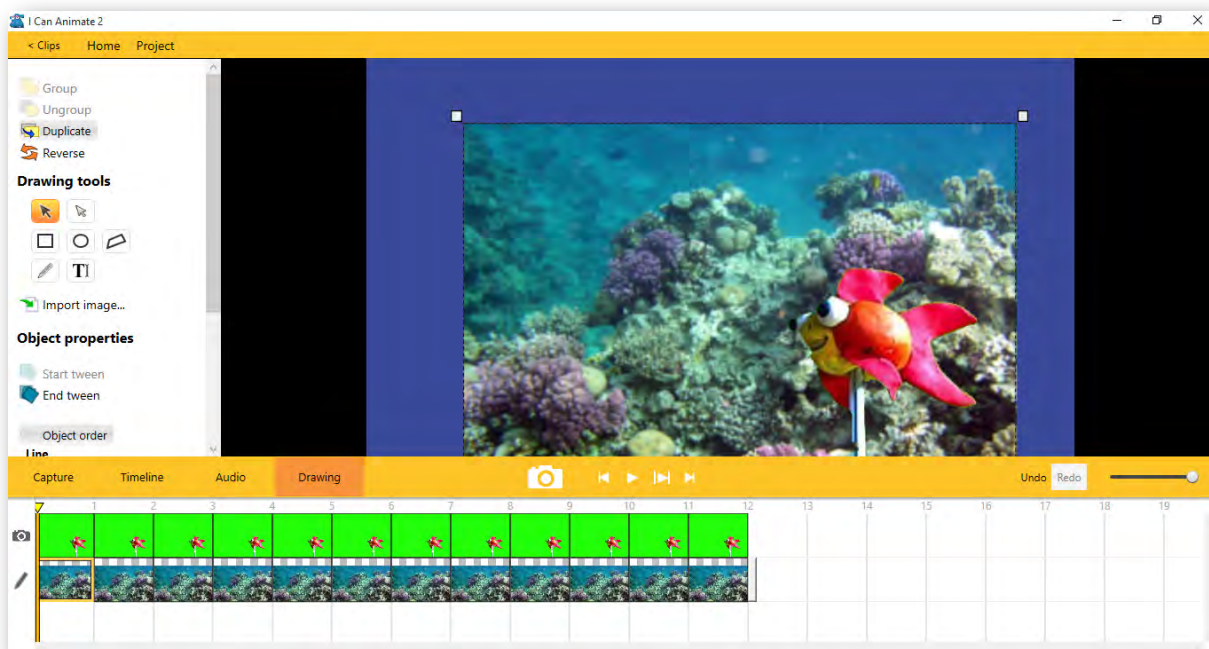 I Can Animate 2
< Clips Home Project
Group
Ungroup
Duplicate
Reverse
Drawing tools
TI
Import image...
Object properties
Start tween
End tween
Object order
Line
Capture Timeline Audio Drawing Undo Redo
1 2 3 4 5 6 7 8 9 10 11 12 13 14 15 16 17 18 19